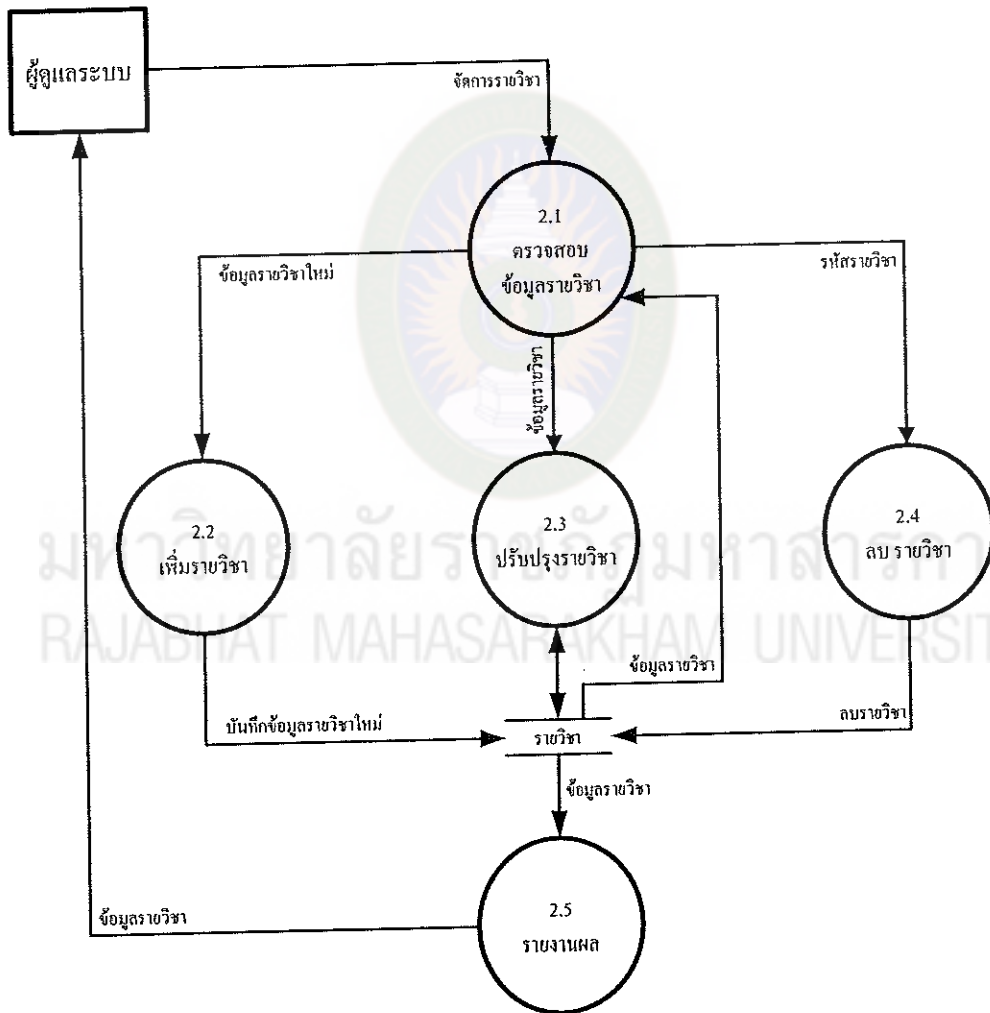 ผู้ดูแลระบบ
จัดการรายวิชา
2.1
ตรวจสอบ
ข้อมูลรายวิชา
ข้อมูลรายวิชาใหม่
รหัสรายวิชา
ข้อมูลรายวิชา
2.2
เพิ่มรายวิชา
2.3
ปรับปรุงรายวิชา
2.4
ลบ รายวิชา
มหาวิทยาลัยราชภัฏมหาสารคา
RAJABHAT MAHASARAKHAM UNIVERSIT
ข้อมูลรายวิชา
บันทึกข้อมูลรายวิชาใหม่
รายวิชา
ลบรายวิชา
ข้อมูลรายวิชา
2.5
รายงานผล
ข้อมูลรายวิชา